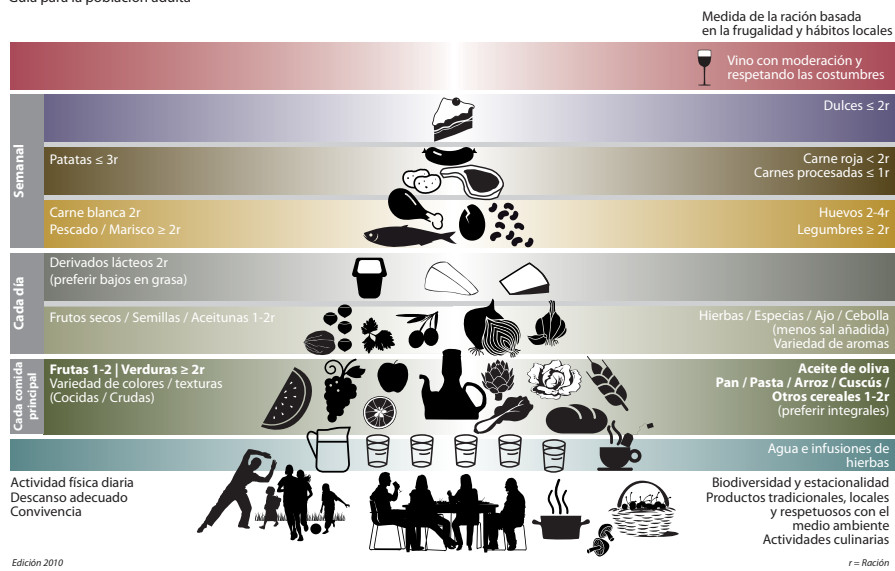 Guía para la población adulta
Medida de la ración basada
en la frugalidad y hábitos locales
Vino con moderación y
respetando las costumbres
Semanal
Dulces ≤ 2r
Patatas ≤ 3r
Carne roja < 2r
Carnes procesadas ≤ 1r
Carne blanca 2r
Pescado / Marisco ≥ 2r
Huevos 2-4r
Legumbres ≥ 2r
Cada día
Derivados lácteos 2r
(preferir bajos en grasa)
Frutos secos / Semillas / Aceitunas 1-2r
Hierbas / Especias / Ajo / Cebolla
(menos sal añadida)
Variedad de aromas
Cada comida
principal
Frutas 1-2 | Verduras ≥ 2r
Variedad de colores / texturas
(Cocidas / Crudas)
Aceite de oliva
Pan / Pasta / Arroz / Cuscús /
Otros cereales 1-2r
(preferir integrales)
Agua e infusiones de
hierbas
Actividad física diaria
Descanso adecuado
Convivencia
Biodiversidad y estacionalidad
Productos tradicionales, locales
y respetuosos con el
medio ambiente
Actividades culinarias
Edición 2010
r = Ración